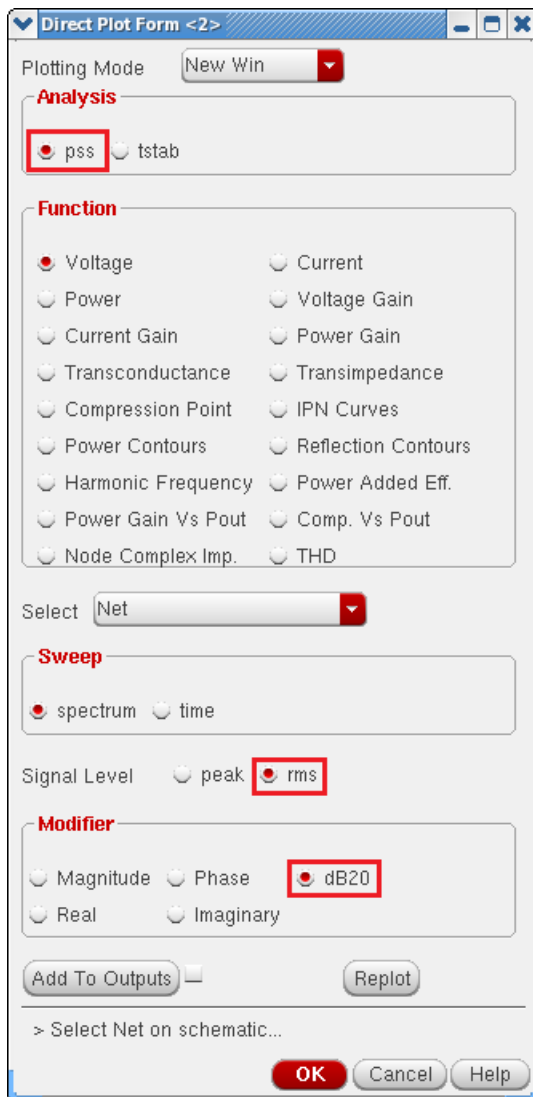 Direct Plot Form <2>
Plotting Mode New Win
Analysis
pss tstab
Function
Voltage Current
Power Voltage Gain
Current Gain Power Gain
Transconductance Transimpedance
Compression Point IPN Curves
Power Contours Reflection Contours
Harmonic Frequency Power Added Eff.
Power Gain Vs Pout Comp. Vs Pout
Node Complex Imp. THD
Select Net
Sweep
spectrum time
Signal Level peak rms
Modifier
Magnitude Phase dB20
Real Imaginary
Add To Outputs Replot
> Select Net on schematic...
OK Cancel Help